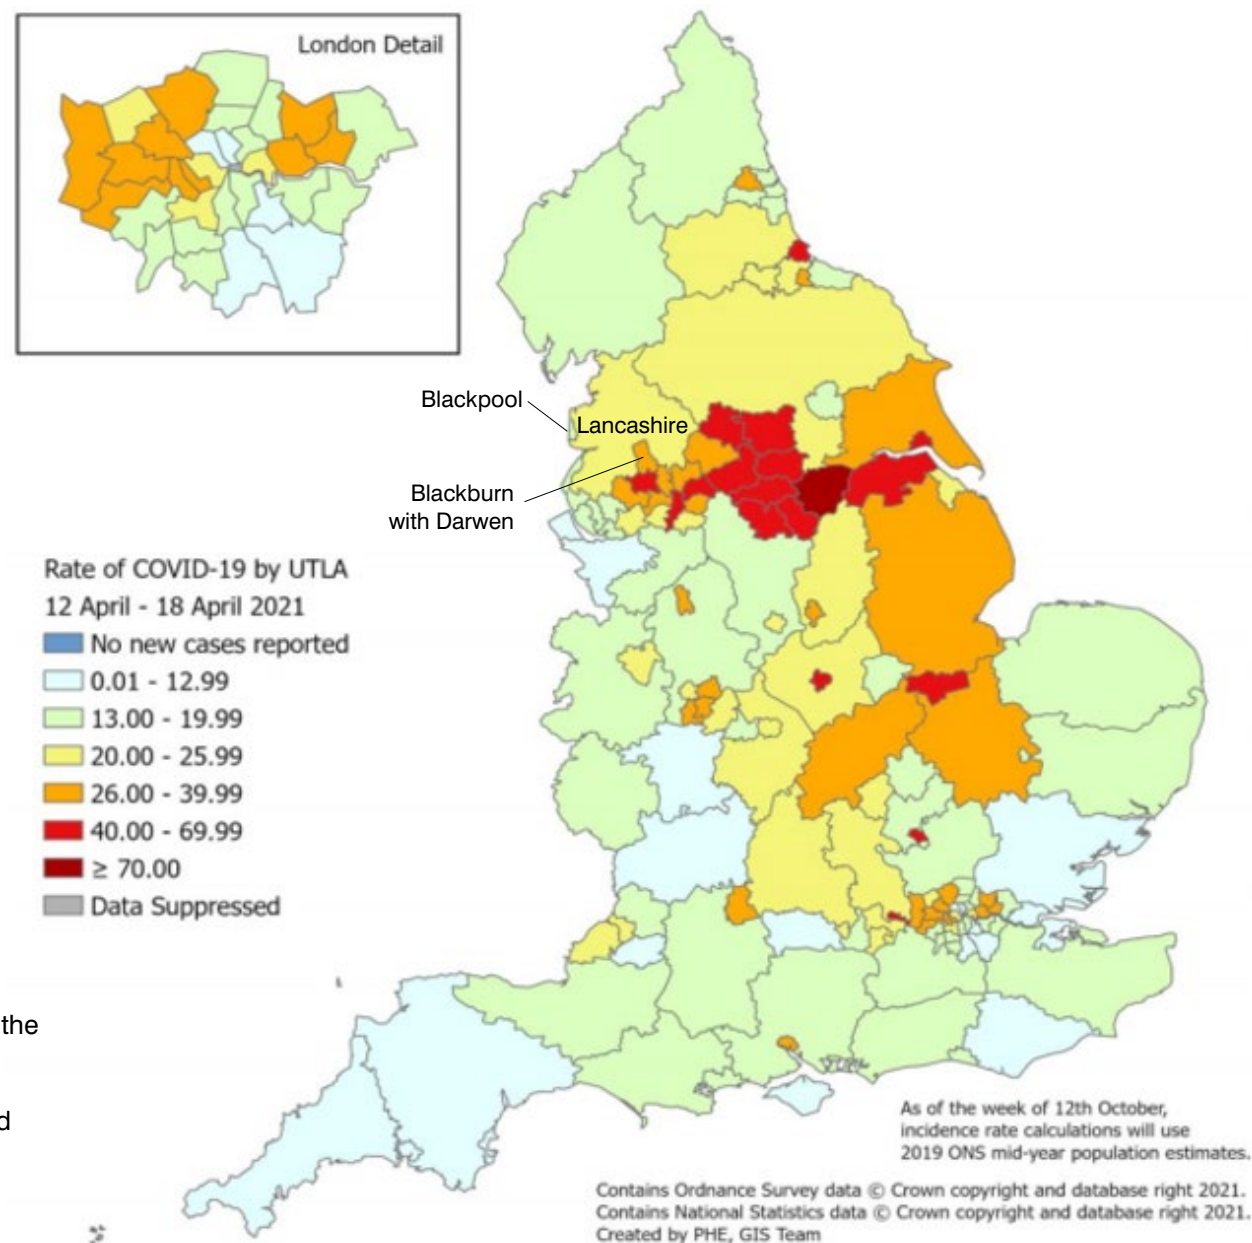 London Detail
Blackpool
Lancashire
Blackburn
with Darwen
Rate of COVID-19 by UTLA
12 April - 18 April 2021
No new cases reported
0.01 - 12.99
13.00 - 19.99
20.00 - 25.99
26.00 - 39.99
40.00 - 69.99
≥ 70.00
Data Suppressed
the
d
As of the week of 12th October,
incidence rate calculations will use
2019 ONS mid-year population estimates.
Contains Ordnance Survey data © Crown copyright and database right 2021.
Contains National Statistics data © Crown copyright and database right 2021.
Created by PHE, GIS Team